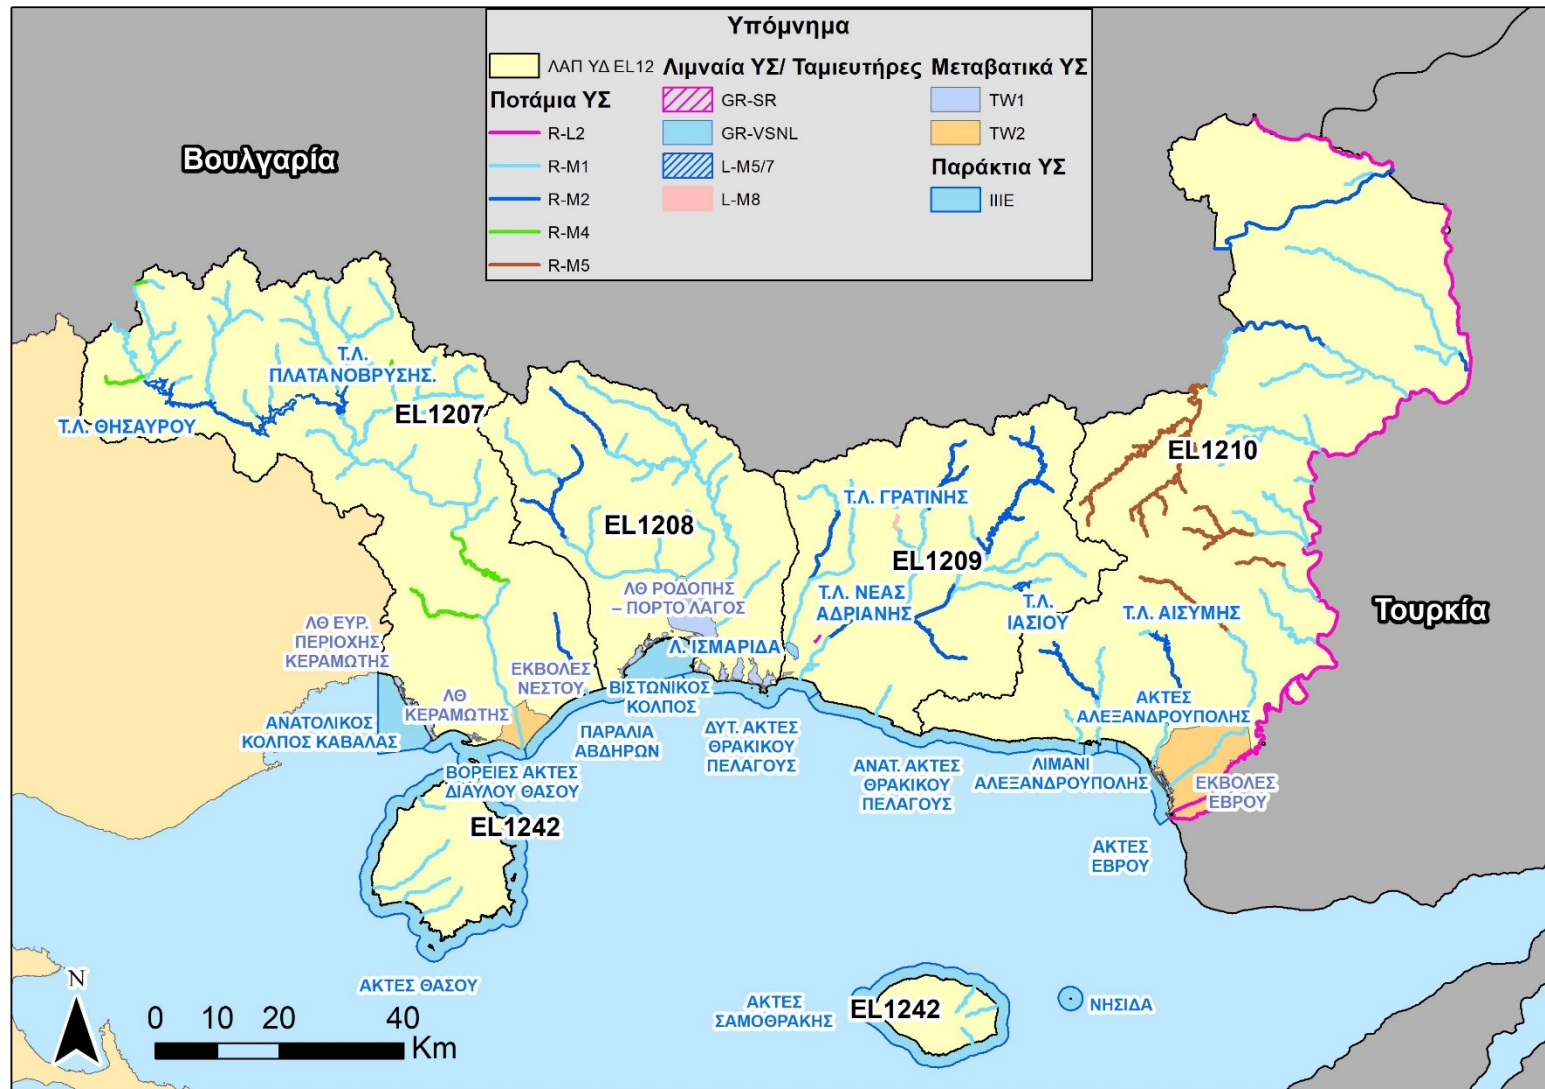 Υπόμνημα
ΛΑΠ ΥΔ EL12
Ποτάμια ΥΣ
R-L2
R-M1
R-M2
R-M4
R-M5
Λιμναία ΥΣ/ Ταμιευτήρες
GR-SR
GR-VSNL
L-M5/7
L-M8
Μεταβατικά ΥΣ
TW1
TW2
Παράκτια ΥΣ
IIIE
Βουλγαρία
Τ.Λ.
ΠΛΑΤΑΝΟΒΡΥΣΗΣ.
EL1207
Τ.Λ. ΘΗΣΑΥΡΟΥ
EL1208
Τ.Λ. ΓΡΑΤΙΝΗΣ
EL1209
EL1210
Τουρκία
ΛΘ ΡΟΔΟΠΗΣ
– ΠΟΡΤΟ ΛΑΓΟΣ
Τ.Λ. ΝΕΑΣ
ΑΔΡΙΑΝΗΣ
Τ.Λ.
ΙΑΣΙΟΥ
Τ.Λ. ΑΙΣΥΜΗΣ
ΛΘ ΕΥΡ.
ΠΕΡΙΟΧΗΣ
ΚΕΡΑΜΩΤΗΣ
Λ. ΙΣΜΑΡΙΔΑ
ΕΚΒΟΛΕΣ
ΝΕΣΤΟΥ
ΒΙΣΤΩΝΙΚΟΣ
ΚΟΛΠΟΣ
ΛΘ
ΚΕΡΑΜΩΤΗΣ
ΑΚΤΕΣ
ΑΛΕΞΑΝΔΡΟΥΠΟΛΗΣ
ΑΝΑΤΟΛΙΚΟΣ
ΚΟΛΠΟΣ ΚΑΒΑΛΑΣ
ΠΑΡΑΛΙΑ
ΑΒΔΗΡΩΝ
ΔΥΤ. ΑΚΤΕΣ
ΘΡΑΚΙΚΟΥ
ΠΕΛΑΓΟΥΣ
ΒΟΡΕΙΕΣ ΑΚΤΕΣ
ΔΙΑΥΛΟΥ ΘΑΣΟΥ
ΑΝΑΤ. ΑΚΤΕΣ
ΘΡΑΚΙΚΟΥ
ΠΕΛΑΓΟΥΣ
ΛΙΜΑΝΙ
ΑΛΕΞΑΝΔΡΟΥΠΟΛΗΣ
ΕΚΒΟΛΕΣ
ΕΒΡΟΥ
EL1242
ΑΚΤΕΣ
ΕΒΡΟΥ
ΑΚΤΕΣ ΘΑΣΟΥ
ΑΚΤΕΣ
ΣΑΜΟΘΡΑΚΗΣ
EL1242
ΝΗΣΙΔΑ
N
0 10 20 40
Km